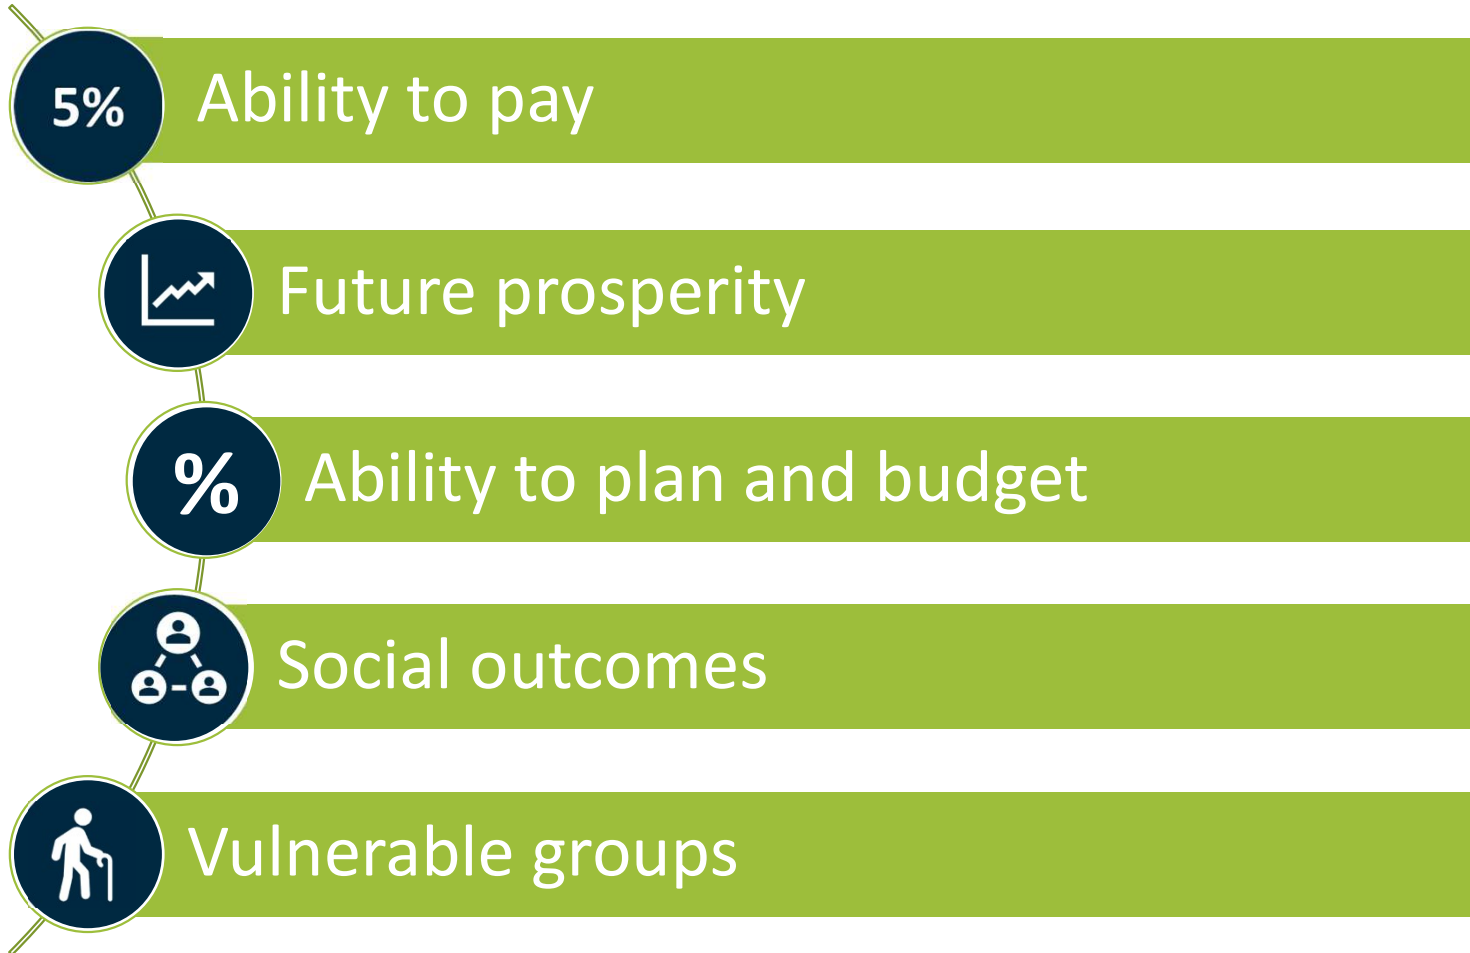 5%
Ability to pay
Future prosperity
%
Ability to plan and budget
Social outcomes
Vulnerable groups